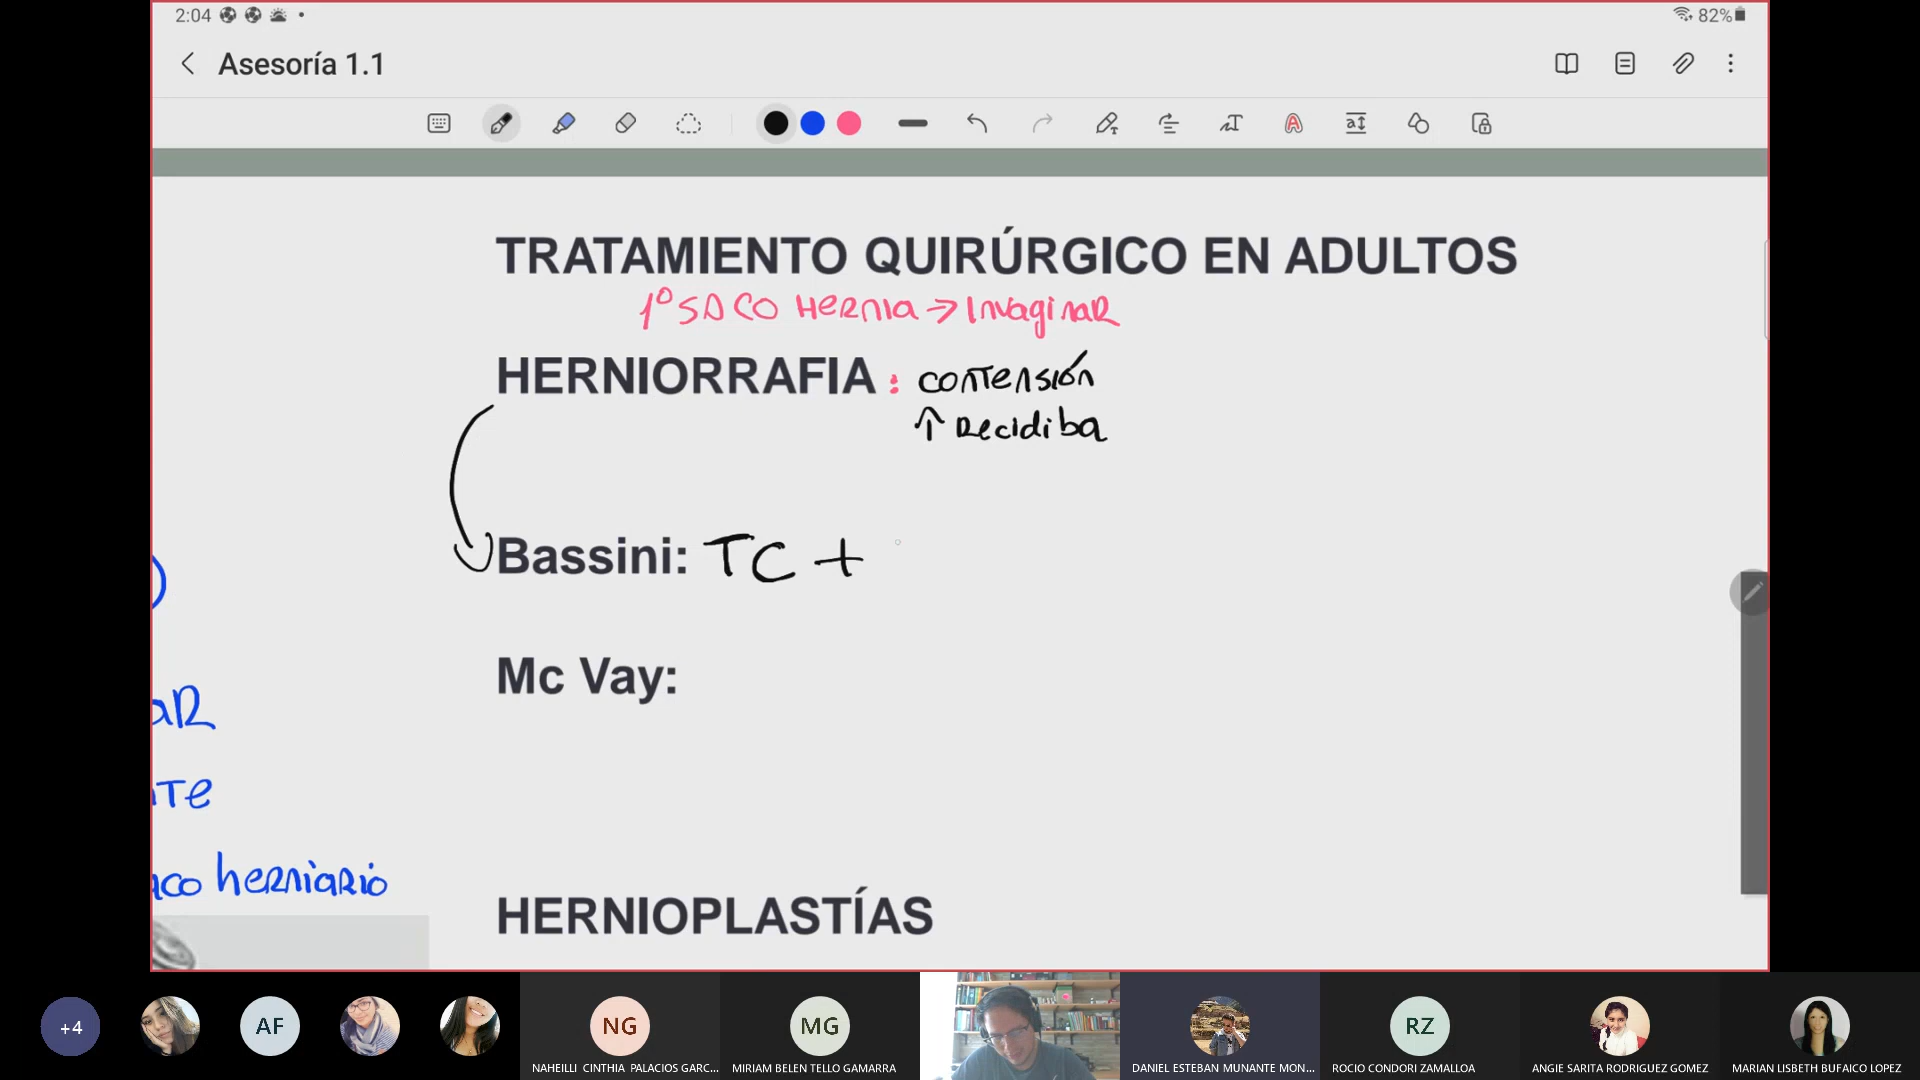 2:04
82%
Asesoría 1.1
TRATAMIENTO QUIRÚRGICO EN ADULTOS
1° SACO HERNIA → InvaginaR
HERNIORRAFIA : contensión
↑ Recidiba
Bassini: TC +
Mc Vay:
aR
nTe
aco herniaRio
HERNIOPLASTÍAS
+4
AF
NG
MG
RZ
NAHEILLI CINTHIA PALACIOS GARC...
MIRIAM BELEN TELLO GAMARRA
DANIEL ESTEBAN MUNANTE MON...
ROCIO CONDORI ZAMALLOA
ANGIE SARITA RODRIGUEZ GOMEZ
MARIAN LISBETH BUFAICO LOPEZ